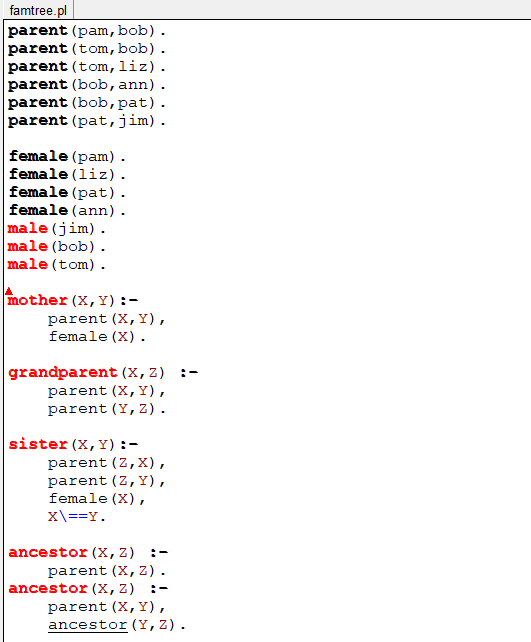 famtree.pl
parent(pam,bob).
parent(tom,bob).
parent(tom,liz).
parent(bob,ann).
parent(bob,pat).
parent(pat,jim).
female(pam).
female(liz).
female(pat).
female(ann).
male(jim).
male(bob).
male(tom).
mother(X,Y):-
    parent(X,Y),
    female(X).
grandparent(X,Z) :-
    parent(X,Y),
    parent(Y,Z).
sister(X,Y):-
    parent(Z,X),
    parent(Z,Y),
    female(X),
    X\==Y.
ancestor(X,Z) :-
    parent(X,Z).
ancestor(X,Z) :-
    parent(X,Y),
    ancestor(Y,Z).